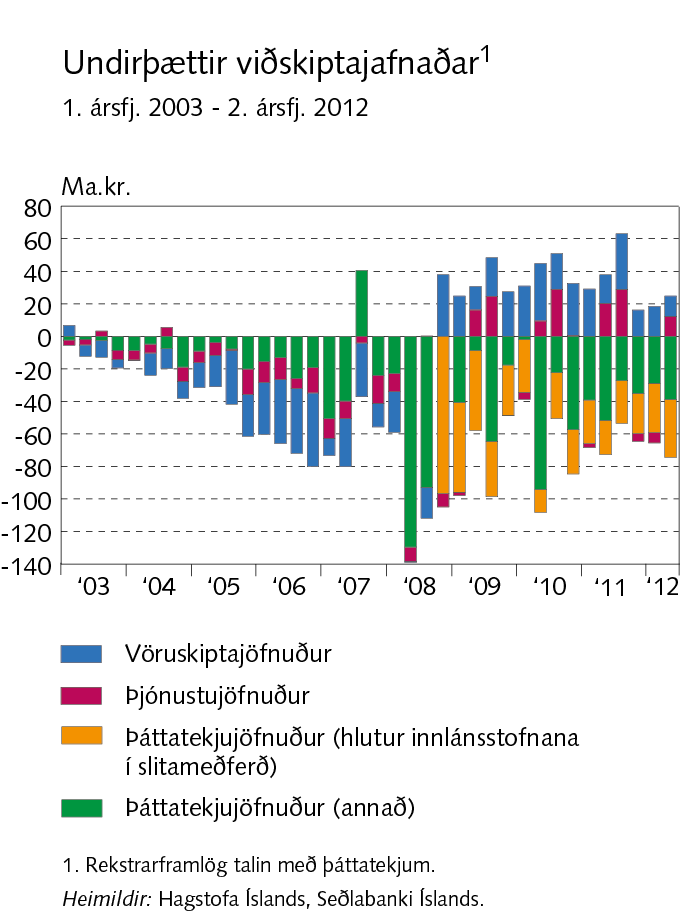 Undirþættir viðskiptajafnaðar¹
1. ársfj. 2003 - 2. ársfj. 2012
Ma.kr.
80
60
40
20
0
-20
-40
-60
-80
-100
-120
-140
‘03 ‘04 ‘05 ‘06 ‘07 ‘08 ‘09 ‘10 ‘11 ‘12
Vöruskiptajöfnuður
Þjónustujöfnuður
Þáttatekjujöfnuður (hlutur innlánsstofnana
í slitameðferð)
Þáttatekjujöfnuður (annað)
1. Rekstrarframlög talin með þáttatekjum.
Heimildir: Hagstofa Íslands, Seðlabanki Íslands.